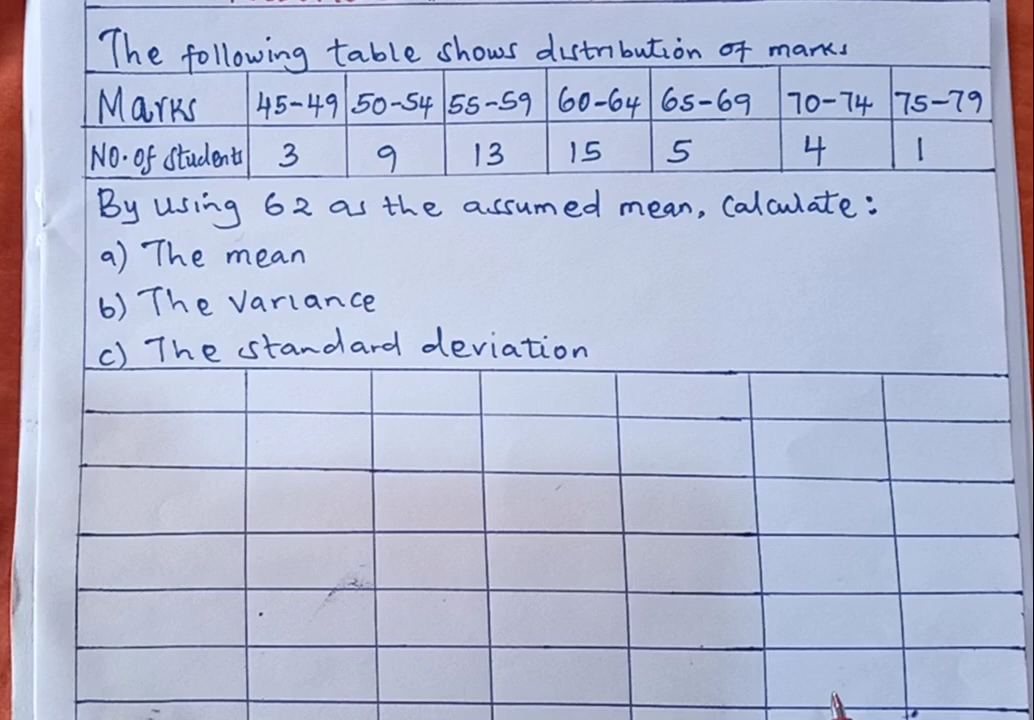 The following table shows distribution of marks
Marks 45-49 50-54 55-59 60-64 65-69 70-74 75-79
NO. of Students 3 9 13 15 5 4 1
By using 62 as the assumed mean, Calculate:
a) The mean
b) The variance
c) The standard deviation